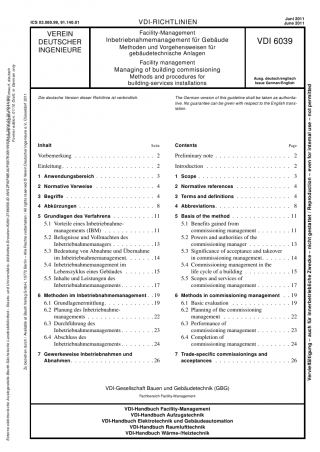 ICS 03.080.99, 91.140.01
VDI-RICHTLINIEN
Juni 2011
June 2011
VEREIN
DEUTSCHER
INGENIEURE
Facility-Management
Inbetriebnahmemanagement für Gebäude
Methoden und Vorgehensweisen für
gebäudetechnische Anlagen
Facility management
Managing of building commissioning
Methods and procedures for
building-services installations
VDI 6039
Ausg. deutsch/englisch
Issue German/English
Die deutsche Version dieser Richtlinie ist verbindlich.
The German version of this guideline shall be taken as authorita-
tive. No guarantee can be given with respect to the English trans-
lation.
Inhalt Seite
Vorbemerkung 2
Einleitung 2
1 Anwendungsbereich 3
2 Normative Verweise 4
3 Begriffe 4
4 Abkürzungen 8
5 Grundlagen des Verfahrens 11
5.1 Vorteile eines Inbetriebnahme-
managements (IBM) 11
5.2 Befugnisse und Vollmachten des
Inbetriebnahmemanagers 13
5.3 Bedeutung von Abnahme und Übernahme
im Inbetriebnahmemanagement 14
5.4 Inbetriebnahmemanagement im
Lebenszyklus eines Gebäudes 15
5.5 Inhalte und Leistungen des
Inbetriebnahmemanagements 18
6 Methoden im Inbetriebnahmemanagement 19
6.1 Grundlagenermittlung 19
6.2 Planung des Inbetriebnahme-
managements 22
6.3 Durchführung des
Inbetriebnahmemanagements 23
6.4 Abschluss des
Inbetriebnahmemanagements 24
7 Gewerkeweise Inbetriebnahmen und
Abnahmen 26
Contents Page
Preliminary note 2
Introduction 2
1 Scope 3
2 Normative references 4
3 Terms and definitions 4
4 Abbreviations 8
5 Basis of the method 11
5.1 Benefits gained from
commissioning management 11
5.2 Powers and authorities of the
commissioning manager 13
5.3 Significance of acceptance and takeover
in commissioning management 14
5.4 Commissioning management in the
life cycle of a building 15
5.5 Scopes and services of
commissioning management 18
6 Methods in commissioning management 19
6.1 Basic evaluation 19
6.2 Planning of the commissioning
management 22
6.3 Performance of
commissioning management 23
6.4 Completion of
commissioning management 24
7 Trade-specific commissionings and
acceptances 26
VDI-Gesellschaft Bauen und Gebäudetechnik (GBG)
Fachbereich Facility-Management
VDI-Handbuch Facility-Management
VDI-Handbuch Aufzugstechnik
VDI-Handbuch Elektrotechnik und Gebäudeautomation
VDI-Handbuch Raumlufttechnik
VDI-Handbuch Wärme-/Heiztechnik
Vervielfältigung – auch für innerbetriebliche Zwecke – nicht gestattet / Reproduction – even for internal use – not permitted